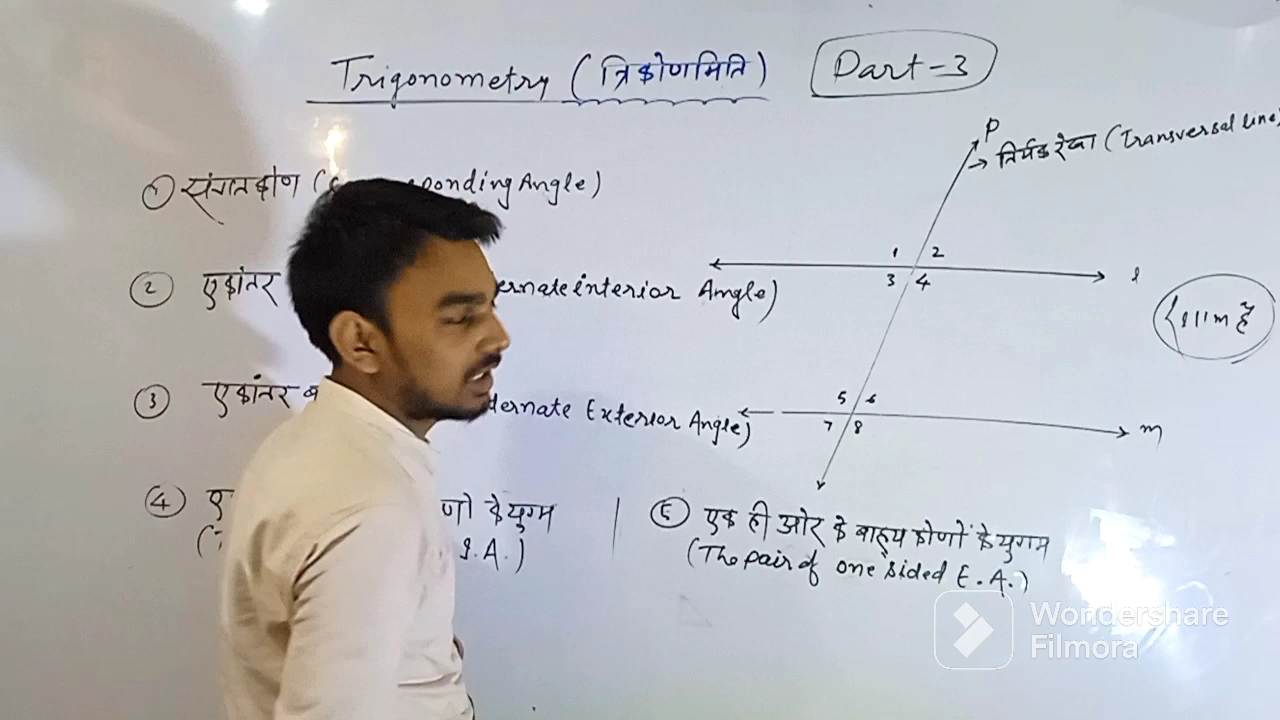 Trigonometry (त्रिकोणमिति) Part-3
P
→ तिर्यक रेखा (Transversal line)
① संगत कोण ( ponding Angle)
1 2
3 4
l
② एकांतर ernate interior Angle)
{l || m है
③ एकांतर ternate Exterior Angle)
5 6
7 8
m
④ के युग्म
I.A.)
⑤ एक ही ओर के बाह्य कोणों के युगम
(The pair of one sided E.A.)
Wondershare
Filmora